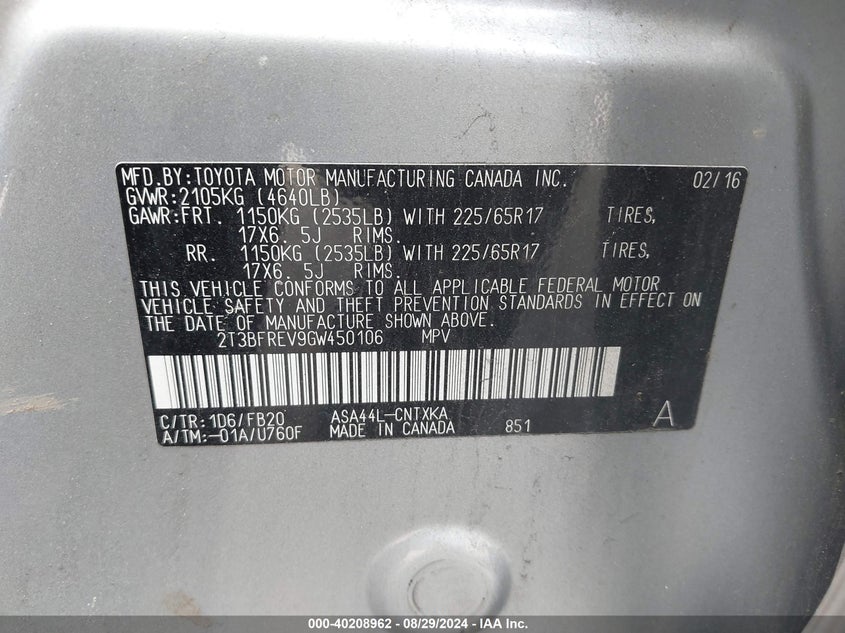 MFD.BY:TOYOTA MOTOR MANUFACTURING CANADA INC. 02/16
GVWR:2105KG (4640LB)
GAWR:FRT. 1150KG (2535LB) WITH 225/65R17 TIRES,
17X6. 5J RIMS.
RR. 1150KG (2535LB) WITH 225/65R17 TIRES,
17X6. 5J RIMS.
THIS VEHICLE CONFORMS TO ALL APPLICABLE FEDERAL MOTOR
VEHICLE SAFETY AND THEFT PREVENTION STANDARDS IN EFFECT ON
THE DATE OF MANUFACTURE SHOWN ABOVE.
2T3BFREV9GW450106 MPV
C/TR:1D6/FB20 ASA44L-CNTXKA A
A/TM:-01A/U760F MADE IN CANADA 851
000-40208962 - 08/29/2024 - IAA Inc.